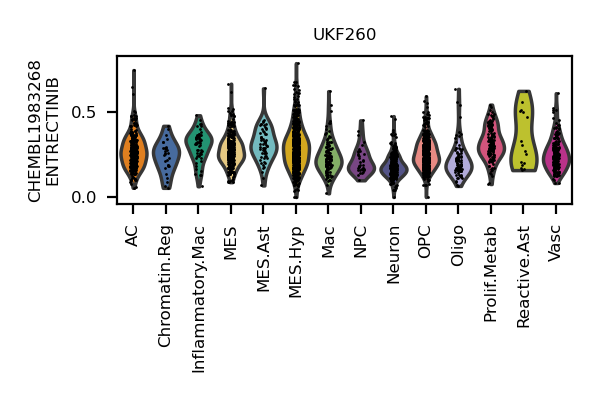 UKF260
CHEMBL1983268
ENTRECTINIB
0.5
0.0
AC
Chromatin.Reg
Inflammatory.Mac
MES
MES.Ast
MES.Hyp
Mac
NPC
Neuron
OPC
Oligo
Prolif.Metab
Reactive.Ast
Vasc